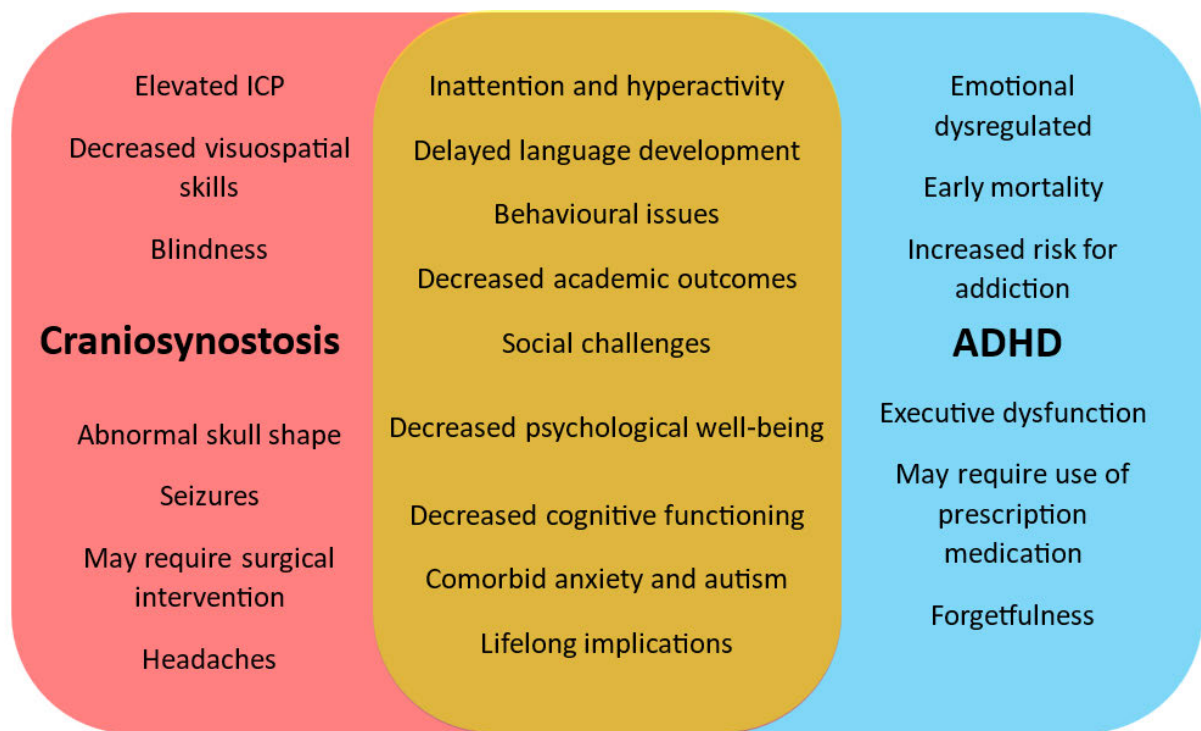 Elevated ICP
Decreased visuospatial
skills
Blindness
Craniosynostosis
Abnormal skull shape
Seizures
May require surgical
intervention
Headaches
Inattention and hyperactivity
Delayed language development
Behavioural issues
Decreased academic outcomes
Social challenges
Decreased psychological well-being
Decreased cognitive functioning
Comorbid anxiety and autism
Lifelong implications
Emotional
dysregulated
Early mortality
Increased risk for
addiction
ADHD
Executive dysfunction
May require use of
prescription
medication
Forgetfulness